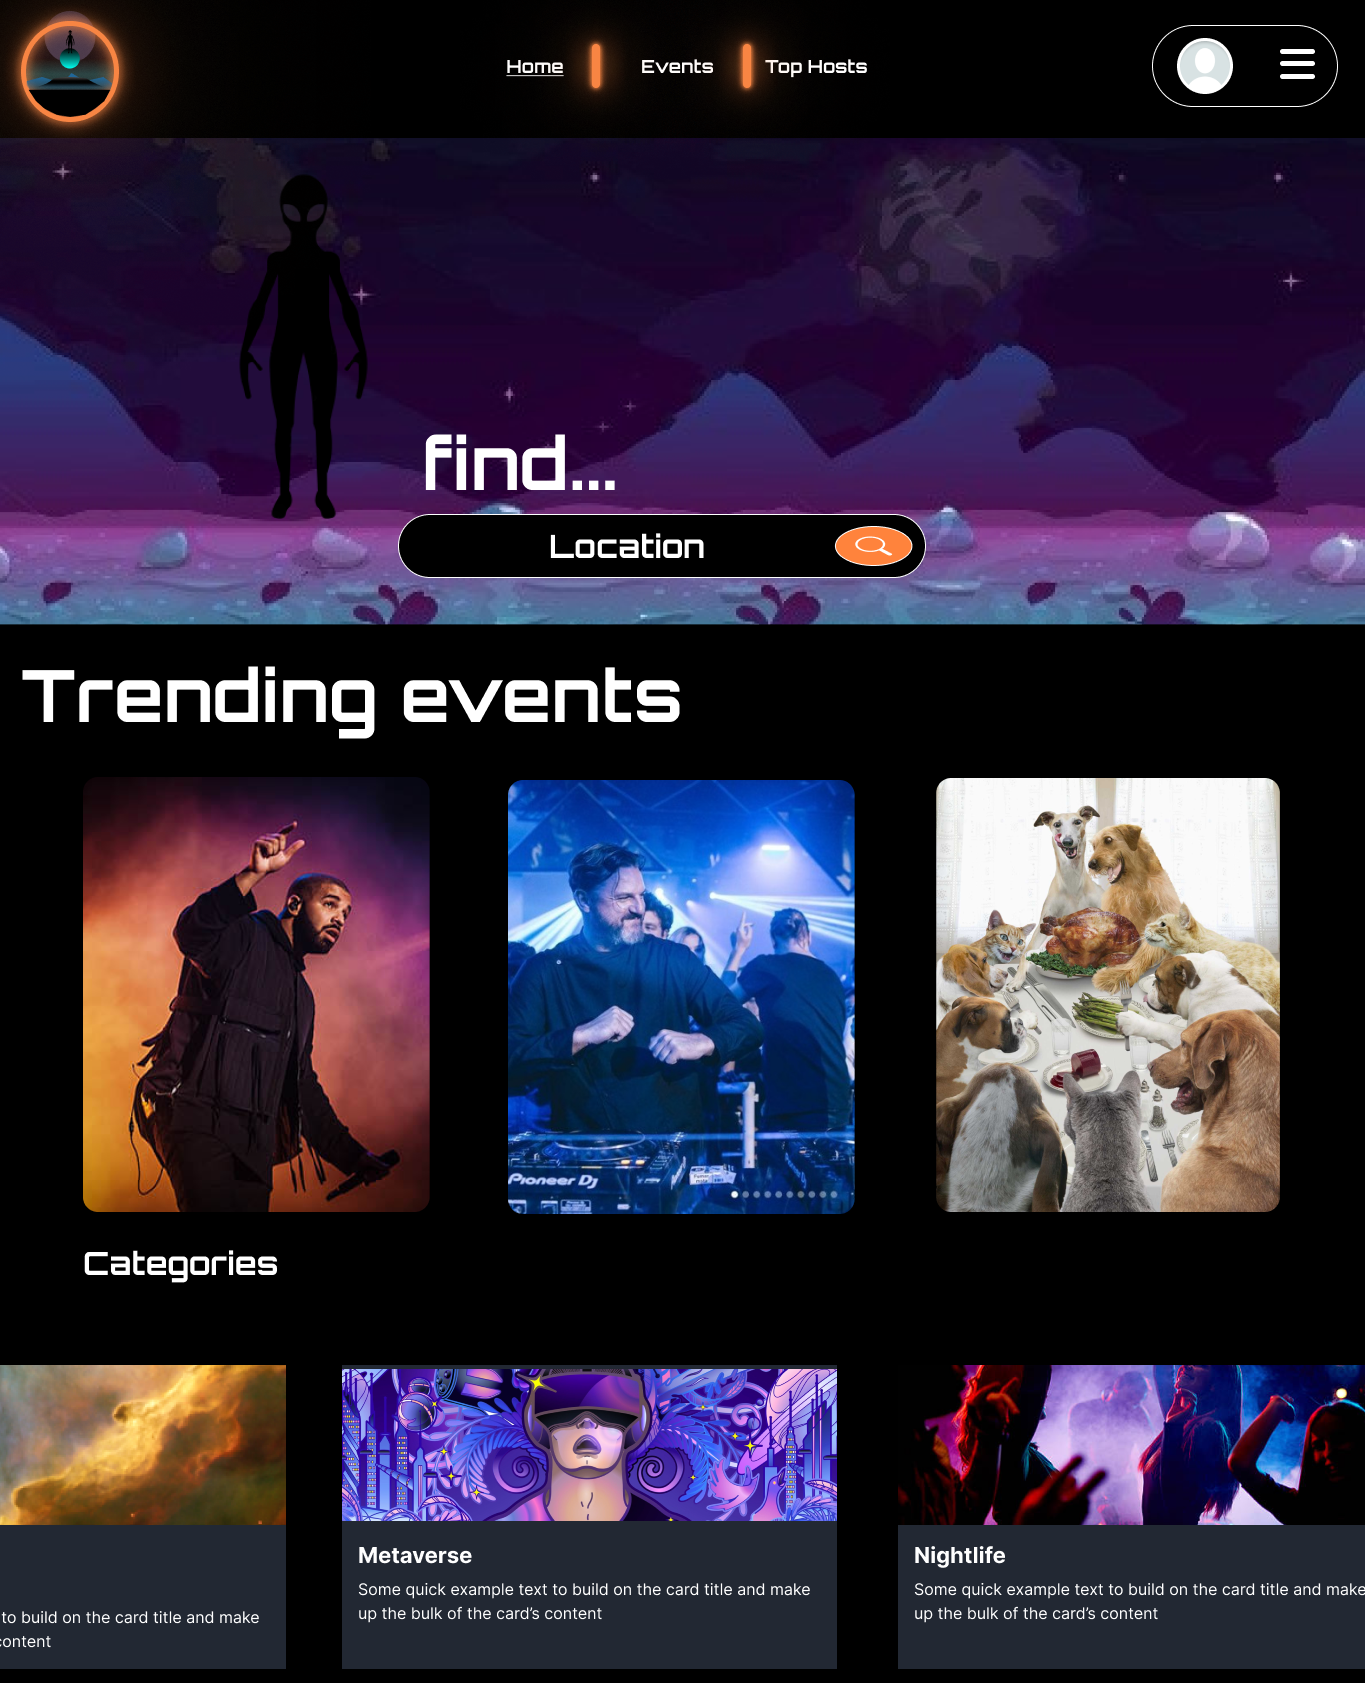 Home
Events
Top Hosts
find...
Location
Trending events
Pioneer Dj
Categories
to build on the card title and make
content
Metaverse
Some quick example text to build on the card title and make
up the bulk of the card’s content
Nightlife
Some quick example text to build on the card title and make
up the bulk of the card’s content